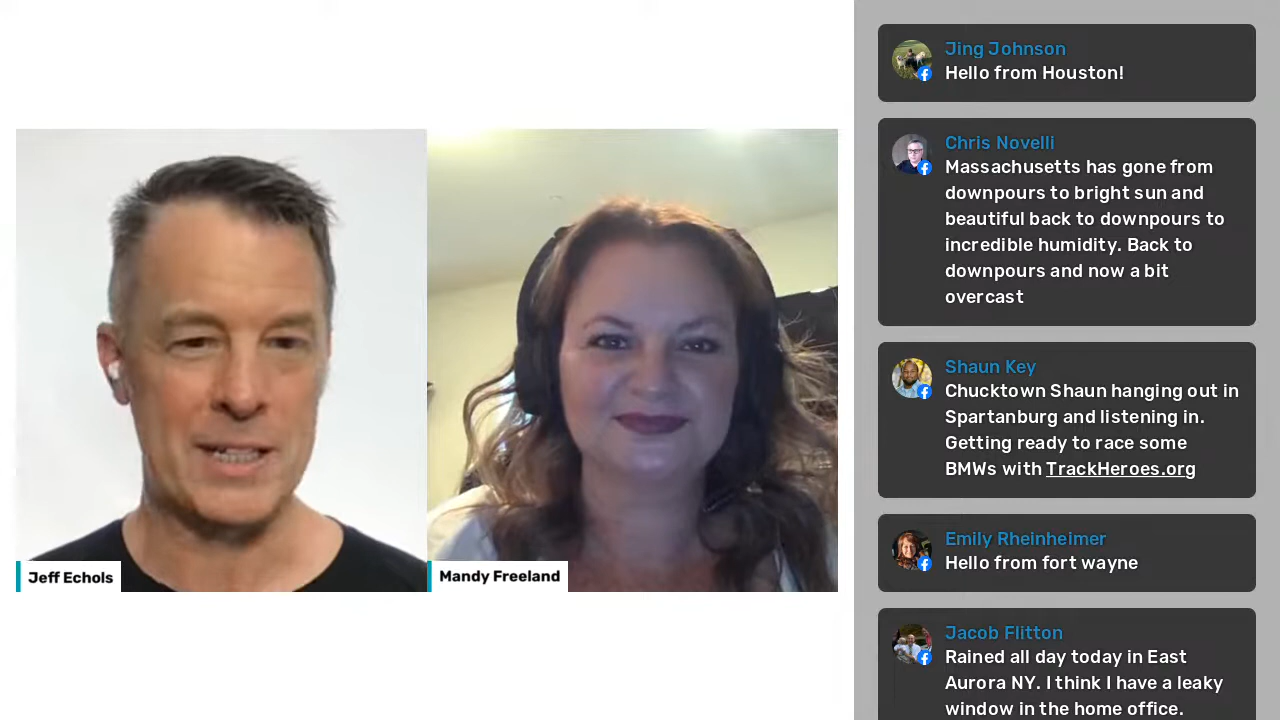 Jeff Echols
Mandy Freeland
Jing Johnson
Hello from Houston!
Chris Novelli
Massachusetts has gone from
downpours to bright sun and
beautiful back to downpours to
incredible humidity. Back to
downpours and now a bit
overcast
Shaun Key
Chucktown Shaun hanging out in
Spartanburg and listening in.
Getting ready to race some
BMWs with TrackHeroes.org
Emily Rheinheimer
Hello from fort wayne
Jacob Flitton
Rained all day today in East
Aurora NY. I think I have a leaky
window in the home office.